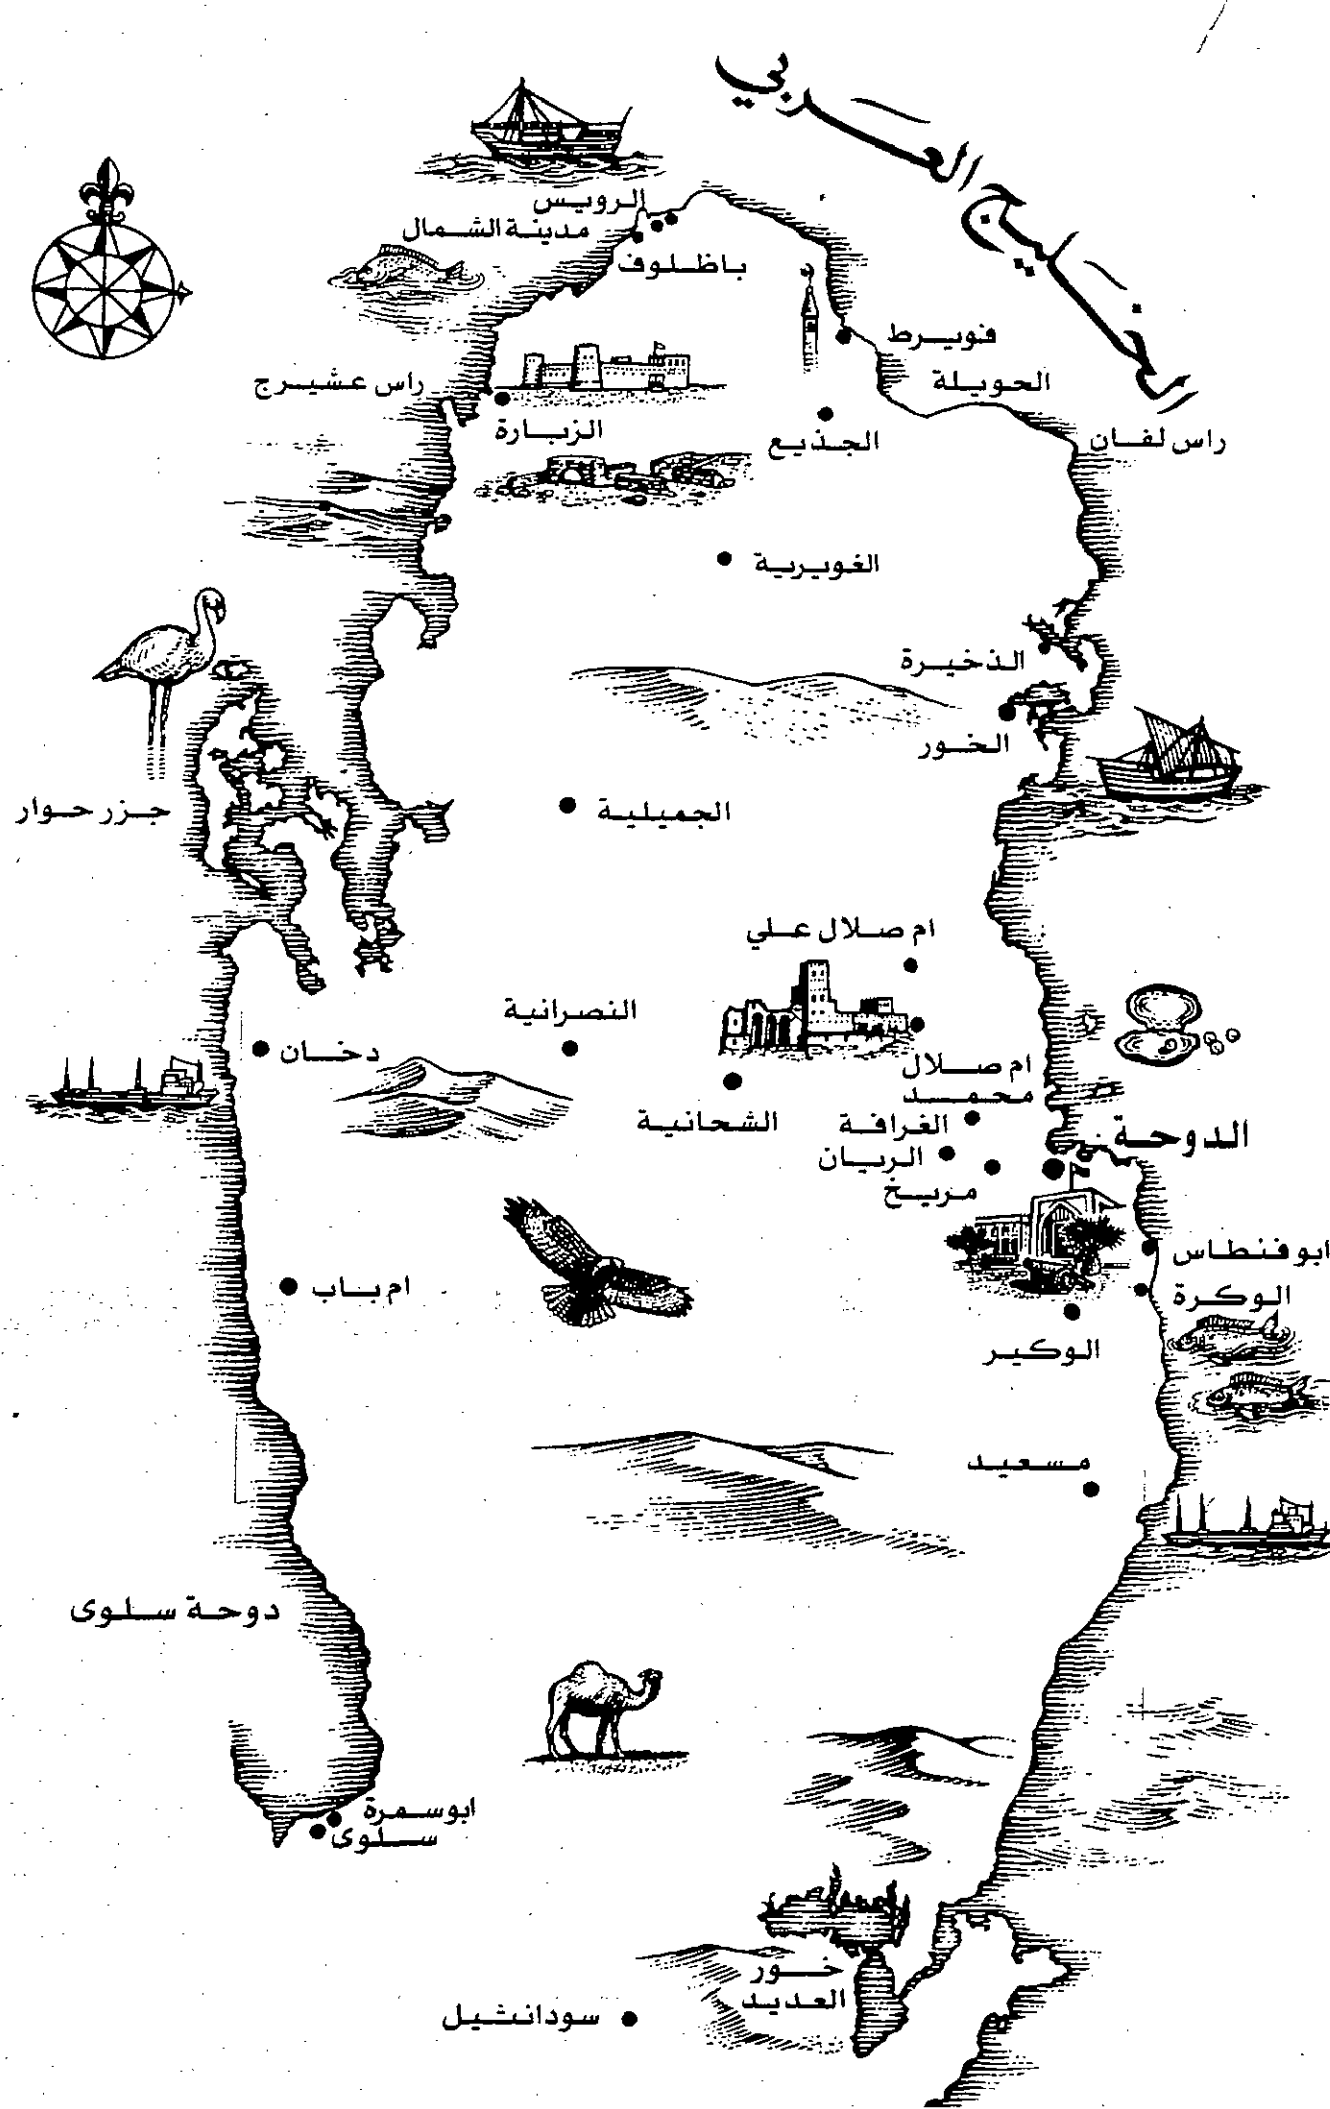 الخليج العربي
الرويس
مدينة الشمال
باظلوف
فويرط
الحويلة
راس عشيرج
الزبارة
الجذيع
راس لفان
الغويرية
الذخيرة
الخور
جزر حوار
الجميلية
ام صلال علي
النصرانية
دخان
ام صلال
محمد
الشحانية
الغرافة
الدوحة
الريان
مريخ
ابو فنطاس
ام باب
الوكرة
الوكير
مسعيد
دوحة سلوى
ابو سمرة
سلوى
خور
العديد
سودانثيل